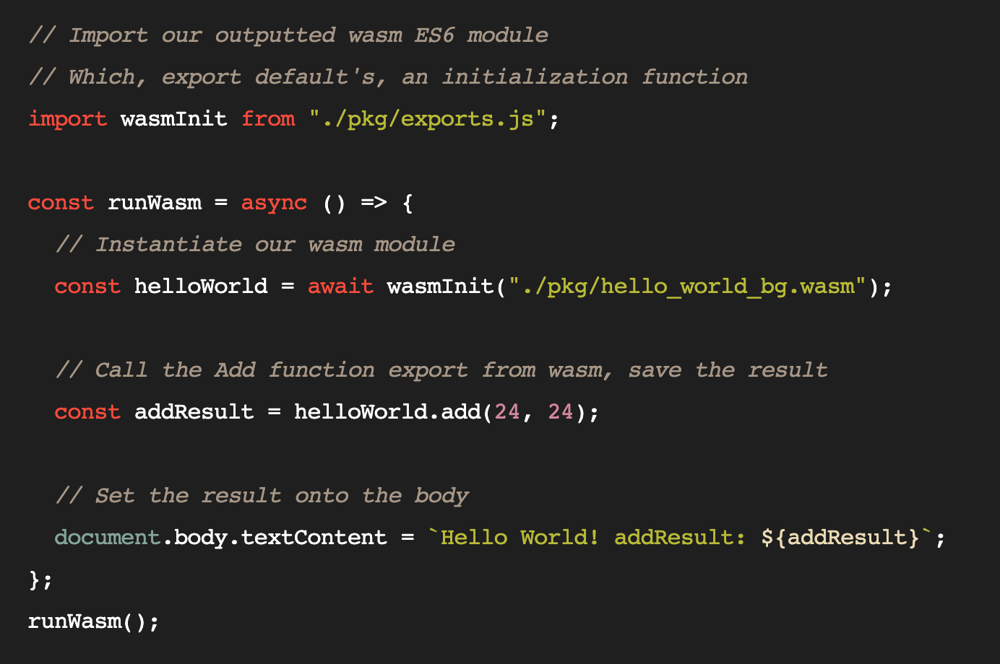 // Import our outputted wasm ES6 module
// Which, export default's, an initialization function
import wasmInit from "./pkg/exports.js";
const runWasm = async () => {
// Instantiate our wasm module
const helloWorld = await wasmInit("./pkg/hello_world_bg.wasm");
// Call the Add function export from wasm, save the result
const addResult = helloWorld.add(24, 24);
// Set the result onto the body
document.body.textContent = `Hello World! addResult: ${addResult}`;
};
runWasm();